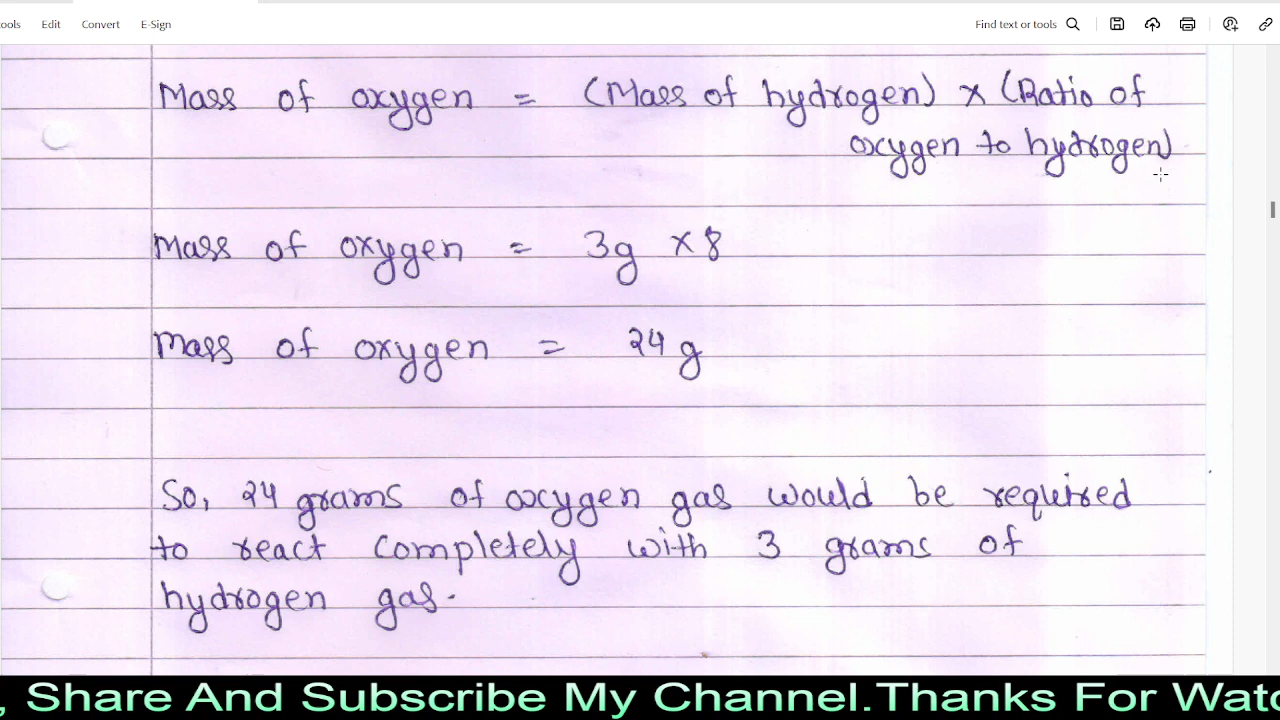 ools Edit Convert E-Sign Find text or tools
Mass of oxygen = (Mass of hydrogen) × (Ratio of
oxygen to hydrogen)
Mass of oxygen = 3g × 8
Mass of oxygen = 24 g
So, 24 grams of oxygen gas would be required
to react completely with 3 grams of
hydrogen gas.
, Share And Subscribe My Channel.Thanks For Watc